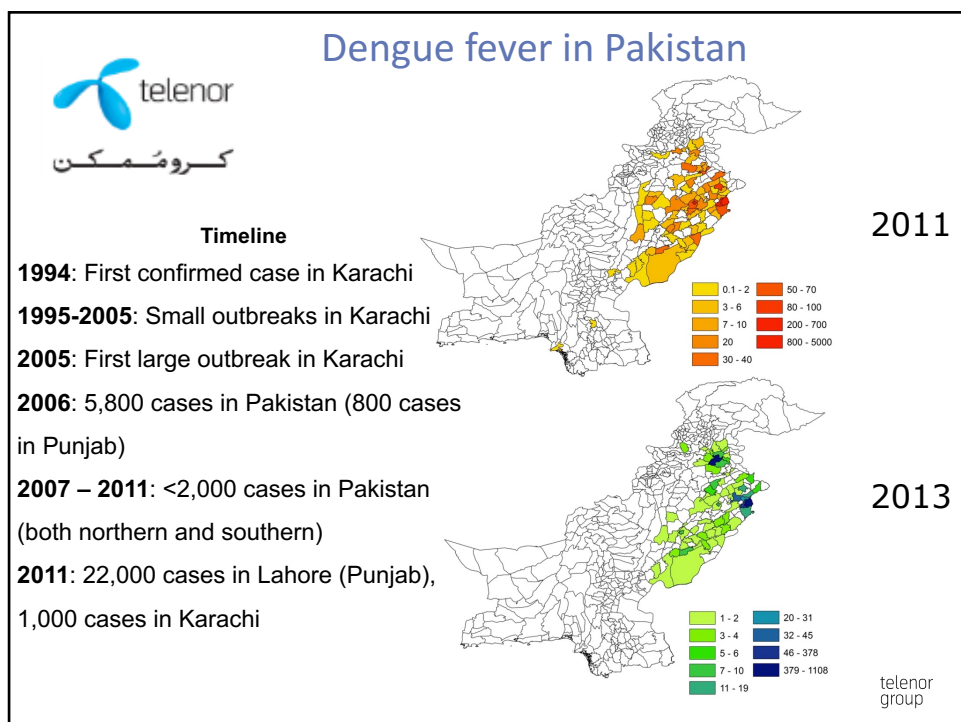 Dengue fever in Pakistan
telenor
کرو مُمکن
Timeline
1994: First confirmed case in Karachi
1995-2005: Small outbreaks in Karachi
2005: First large outbreak in Karachi
2006: 5,800 cases in Pakistan (800 cases
in Punjab)
2007 – 2011: <2,000 cases in Pakistan
(both northern and southern)
2011: 22,000 cases in Lahore (Punjab),
1,000 cases in Karachi
2011
0.1 - 2
3 - 6
7 - 10
20
30 - 40
50 - 70
80 - 100
200 - 700
800 - 5000
2013
1 - 2
3 - 4
5 - 6
7 - 10
11 - 19
20 - 31
32 - 45
46 - 378
379 - 1108
telenor
group